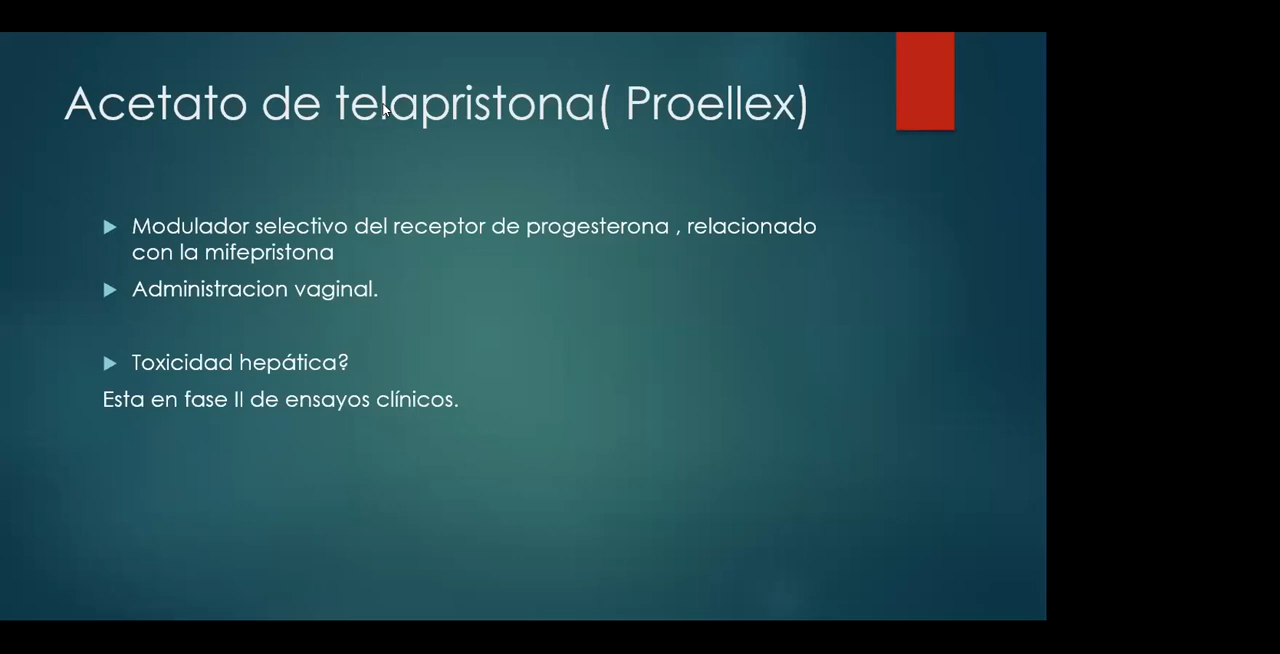 Acetato de telapristona( Proellex)
Modulador selectivo del receptor de progesterona , relacionado
con la mifepristona
Administracion vaginal.
Toxicidad hepática?
Esta en fase II de ensayos clínicos.